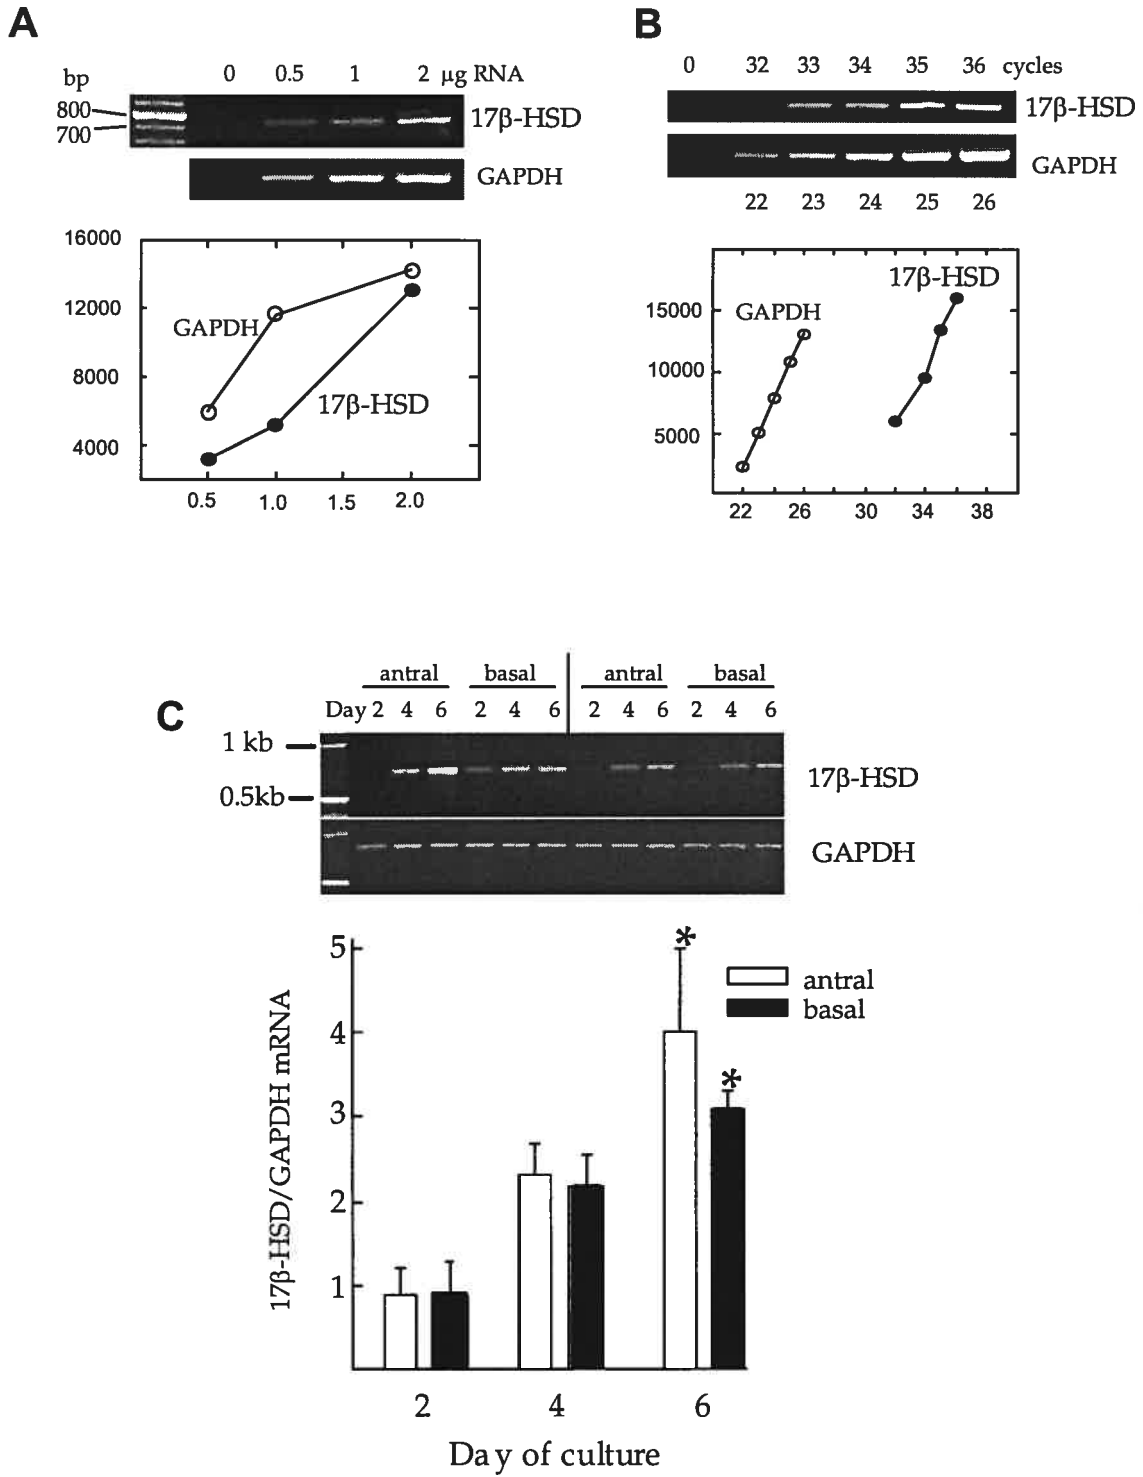 A
bp 0 0.5 1 2 µg RNA
800
700
17β-HSD
GAPDH
16000
12000
8000
4000
GAPDH
17β-HSD
0.5 1.0 1.5 2.0
B
0 32 33 34 35 36 cycles
17β-HSD
GAPDH
22 23 24 25 26
17β-HSD
GAPDH
15000
10000
5000
22 26 30 34 38
C
antral basal antral basal
Day 2 4 6 2 4 6 2 4 6 2 4 6
1 kb
0.5kb
17β-HSD
GAPDH
17β-HSD/GAPDH mRNA
5
4
3
2
1
*
*
antral
basal
2 4 6
Day of culture